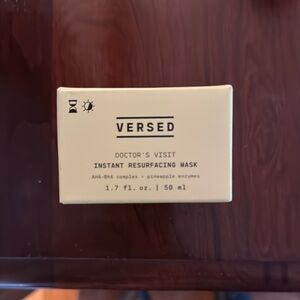 VERSED
DOCTOR'S VISIT
INSTANT RESURFACING MASK
AHA-BHA complex + pineapple enzymes
1.7 fl. oz. | 50 ml